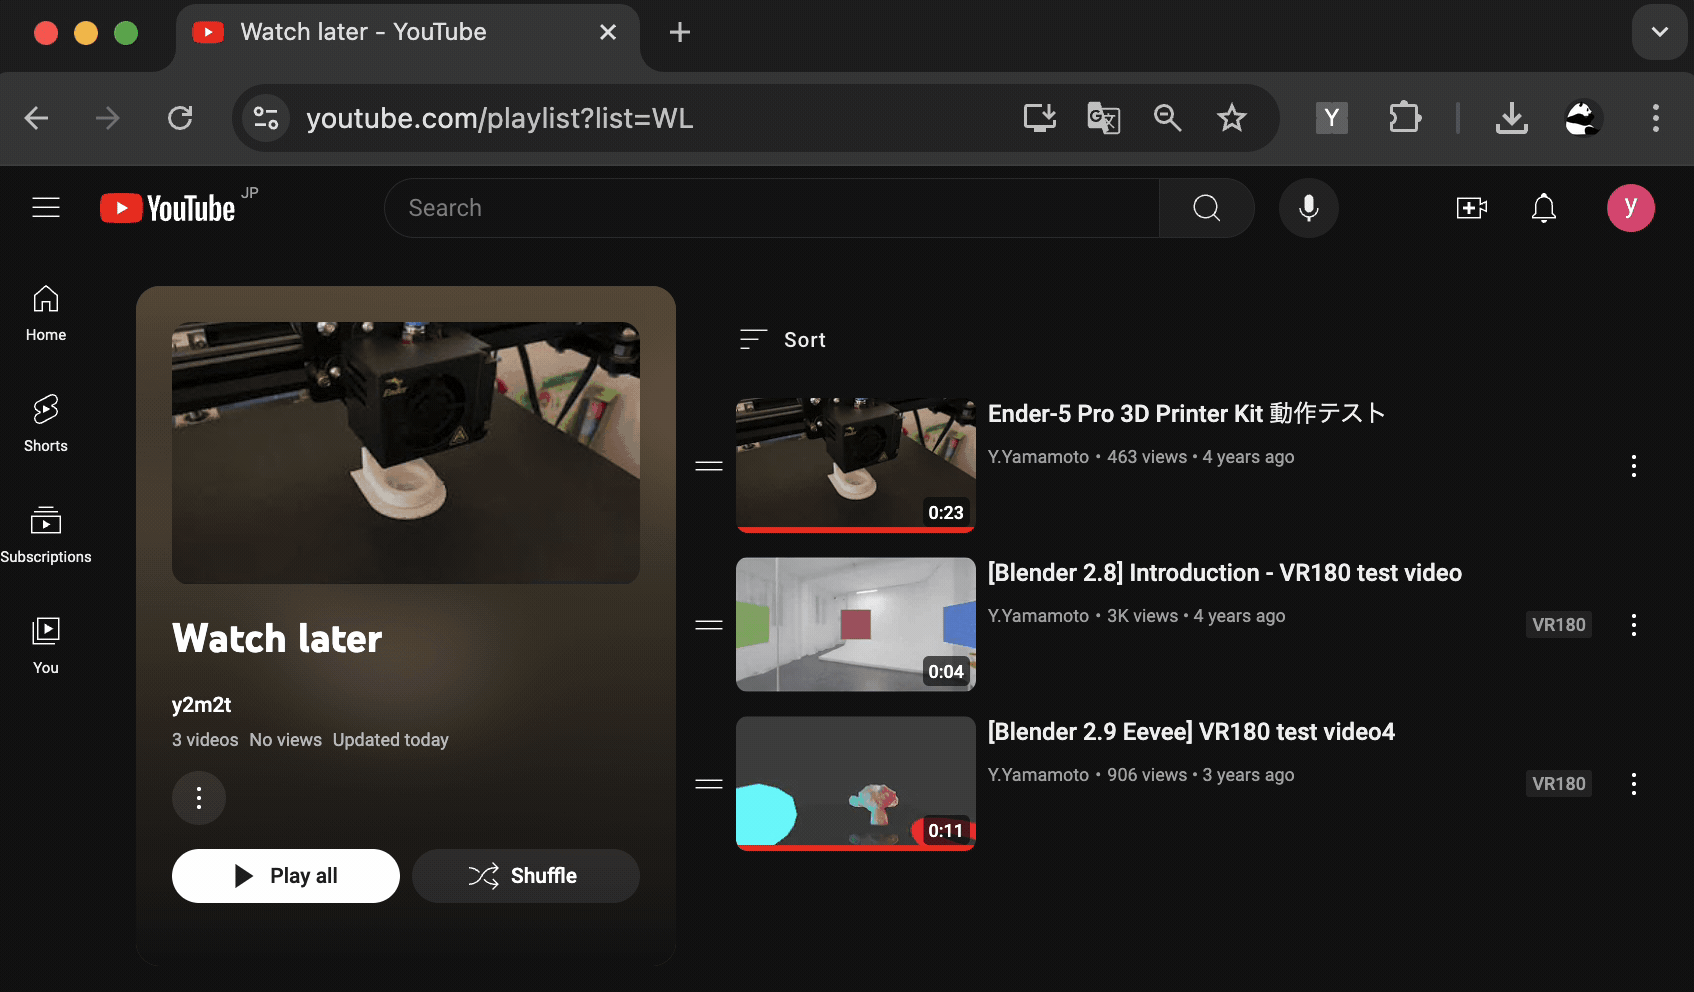 Watch later - YouTube
youtube.com/playlist?list=WL
Y
YouTube JP
Search
y
Home
Shorts
Subscriptions
You
Watch later
y2m2t
3 videos No views Updated today
Play all
Shuffle
Sort
Ender-5 Pro 3D Printer Kit 動作テスト
Y.Yamamoto • 463 views • 4 years ago
0:23
[Blender 2.8] Introduction - VR180 test video
Y.Yamamoto • 3K views • 4 years ago
VR180
0:04
[Blender 2.9 Eevee] VR180 test video4
Y.Yamamoto • 906 views • 3 years ago
VR180
0:11